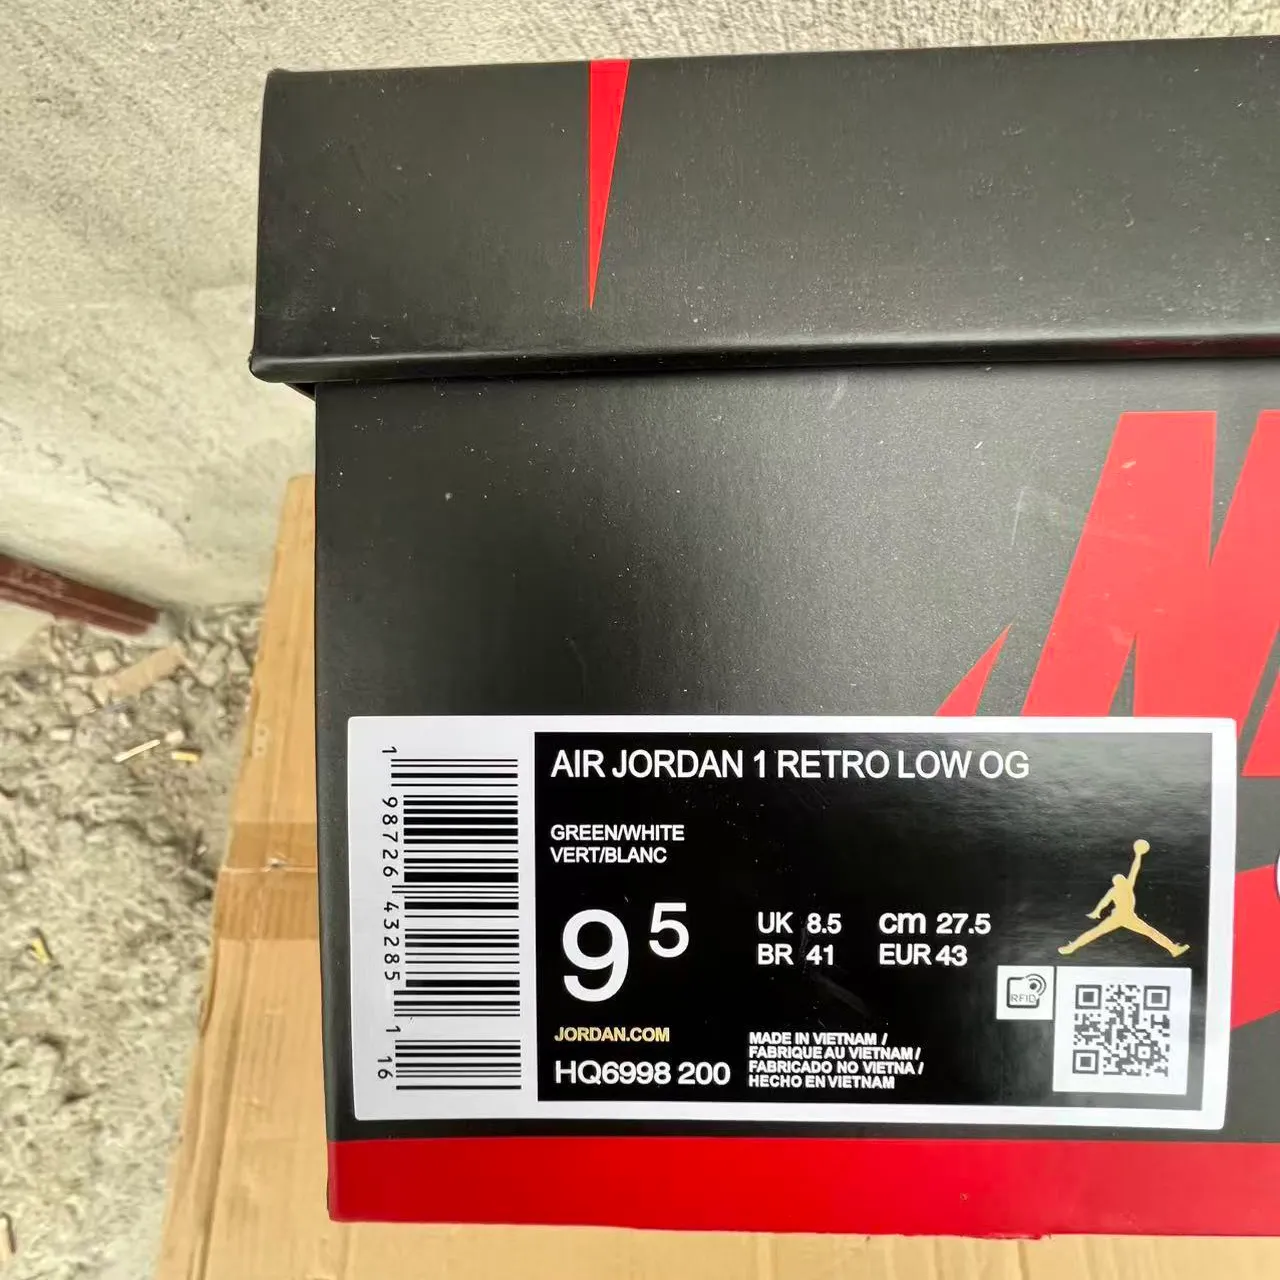 AIR JORDAN 1 RETRO LOW OG
GREEN/WHITE
VERT/BLANC
9 5
UK 8.5 cm 27.5
BR 41 EUR 43
RFID
JORDAN.COM
HQ6998 200
MADE IN VIETNAM /
FABRIQUE AU VIETNAM /
FABRICADO NO VIETNA /
HECHO EN VIETNAM
1 98726 43285 1 16